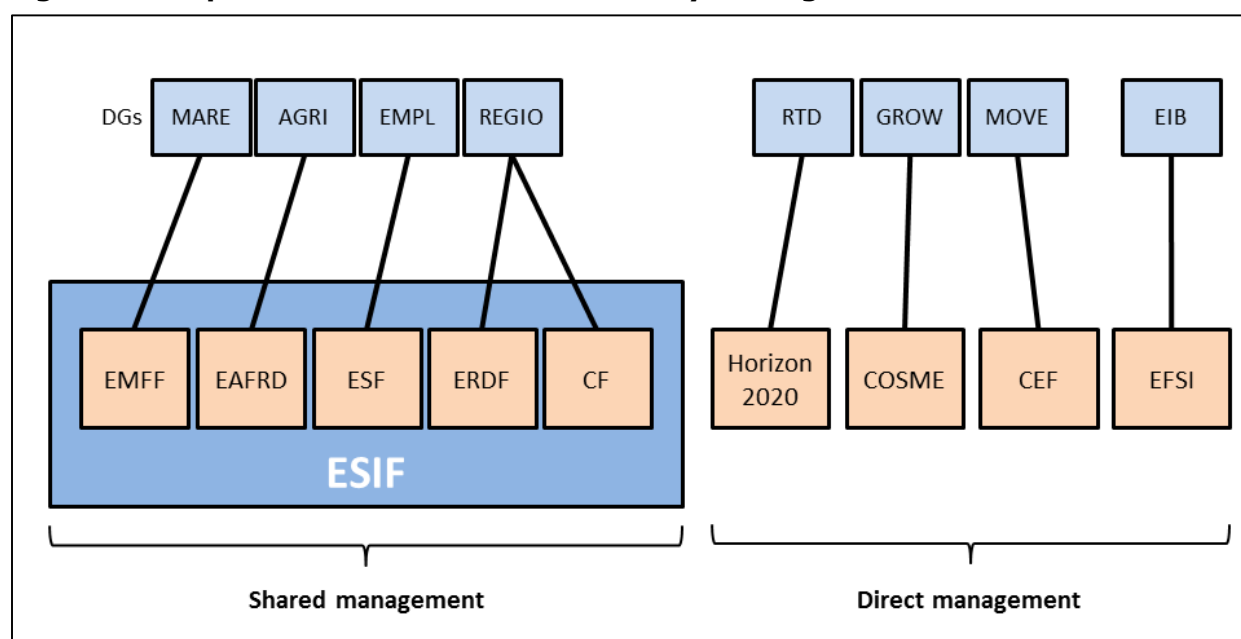 DGs MARE AGRI EMPL REGIO RTD GROW MOVE EIB
EMFF EAFRD ESF ERDF CF Horizon 2020 COSME CEF EFSI
ESIF
Shared management Direct management